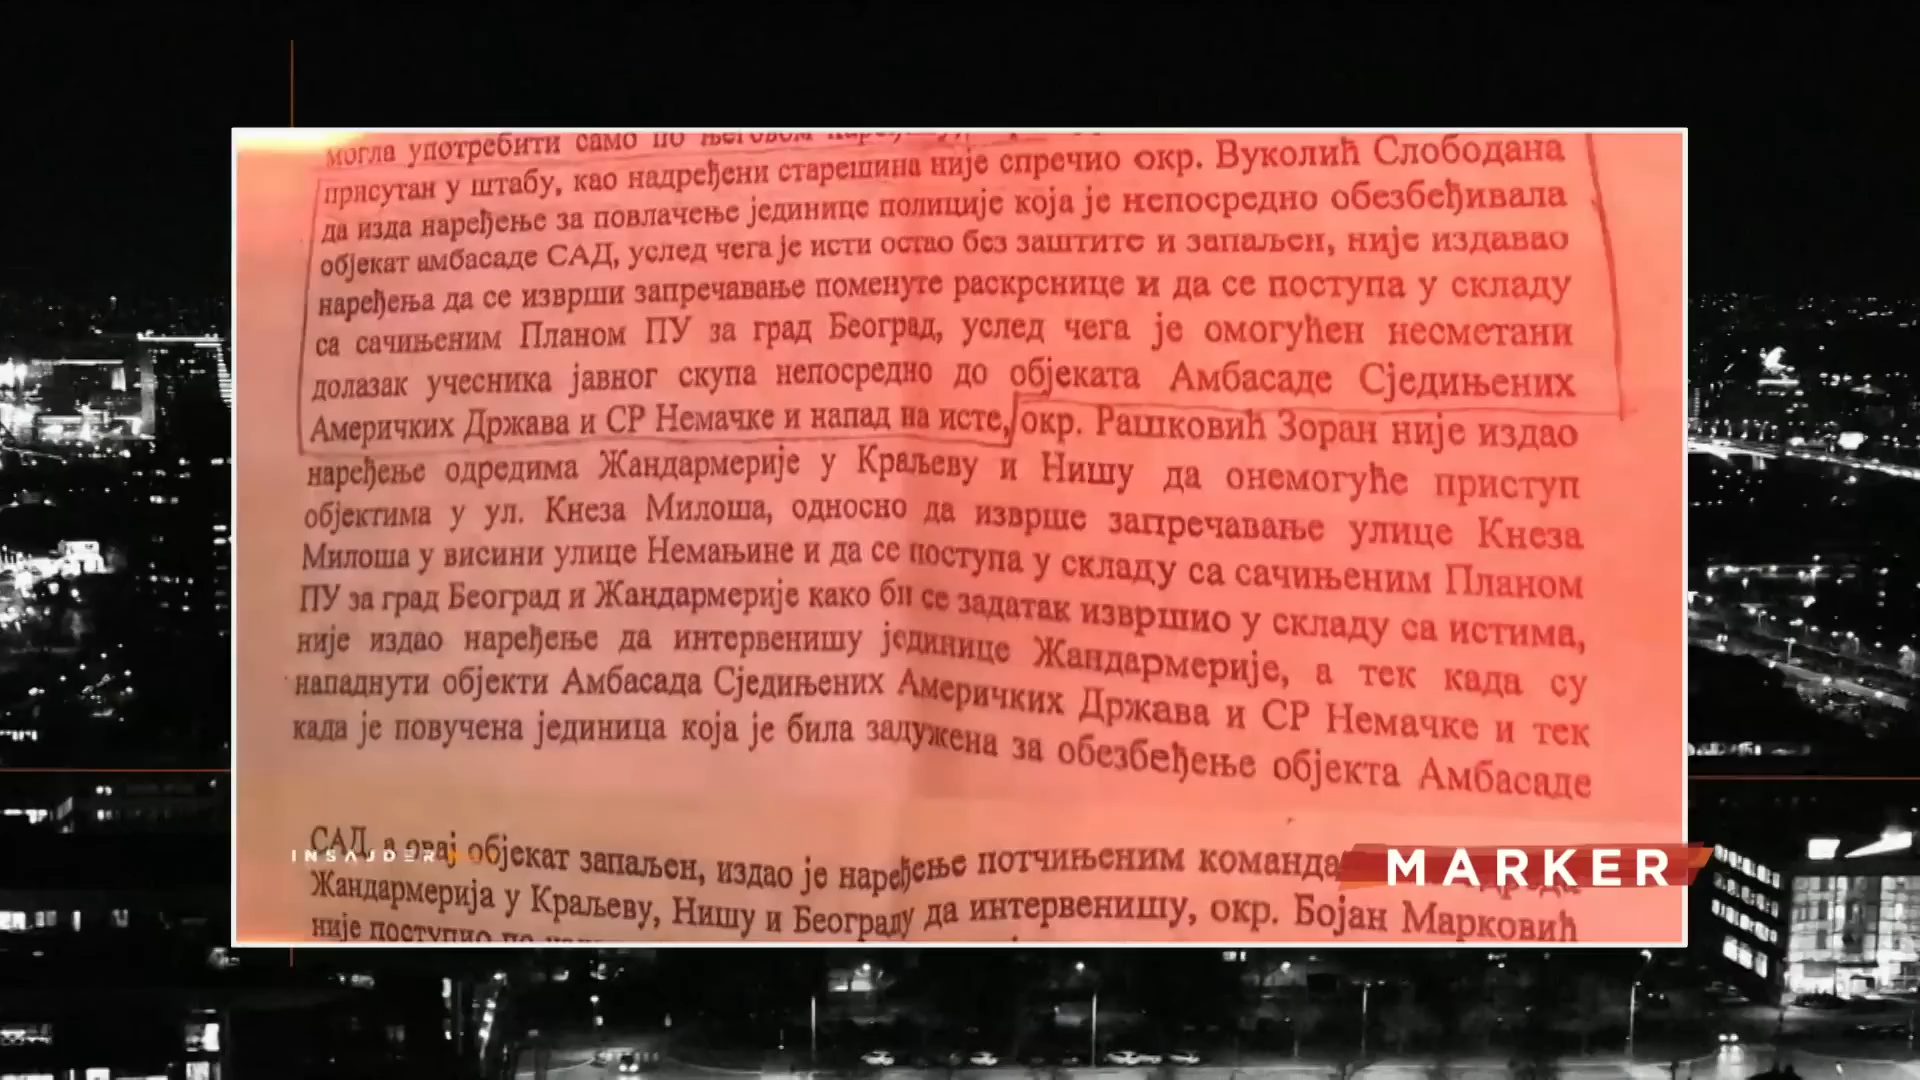 могла употребити само по његовом
присутан у штабу, као надређени старешина није спречио окр. Вуколић Слободана
да изда наређење за повлачење јединице полиције која је непосредно обезбеђивала
објекат амбасаде САД, услед чега је исти остао без заштите и запаљен, није издавао
наређења да се изврши запречавање поменуте раскрснице и да се поступа у складу
са сачињеним Планом ПУ за град Београд, услед чега је омогућен несметани
долазак учесника јавног скупа непосредно до објеката Амбасаде Сједињених
Америчких Држава и СР Немачке и напад на исте, окр. Рашковић Зоран није издао
наређење одредима Жандармерије у Краљеву и Нишу да онемогуће приступ
објектима у ул. Кнеза Милоша, односно да изврше запречавање улице Кнеза
Милоша у висини улице Немањине и да се поступа у складу са сачињеним Планом
ПУ за град Београд и Жандармерије како би се задатак извршио у складу са истима,
није издао наређење да интервенишу јединице Жандармерије, а тек када су
нападнути објекти Амбасада Сједињених Америчких Држава и СР Немачке и тек
када је повучена јединица која је била задужена за обезбеђење објекта Амбасаде
САД, а овај објекат запаљен, издао је наређење потчињеним
INSAJDER
MARKER
Жандармерија у Краљеву, Нишу и Београду да интервенишу, окр. Бојан Марковић
није поступио по